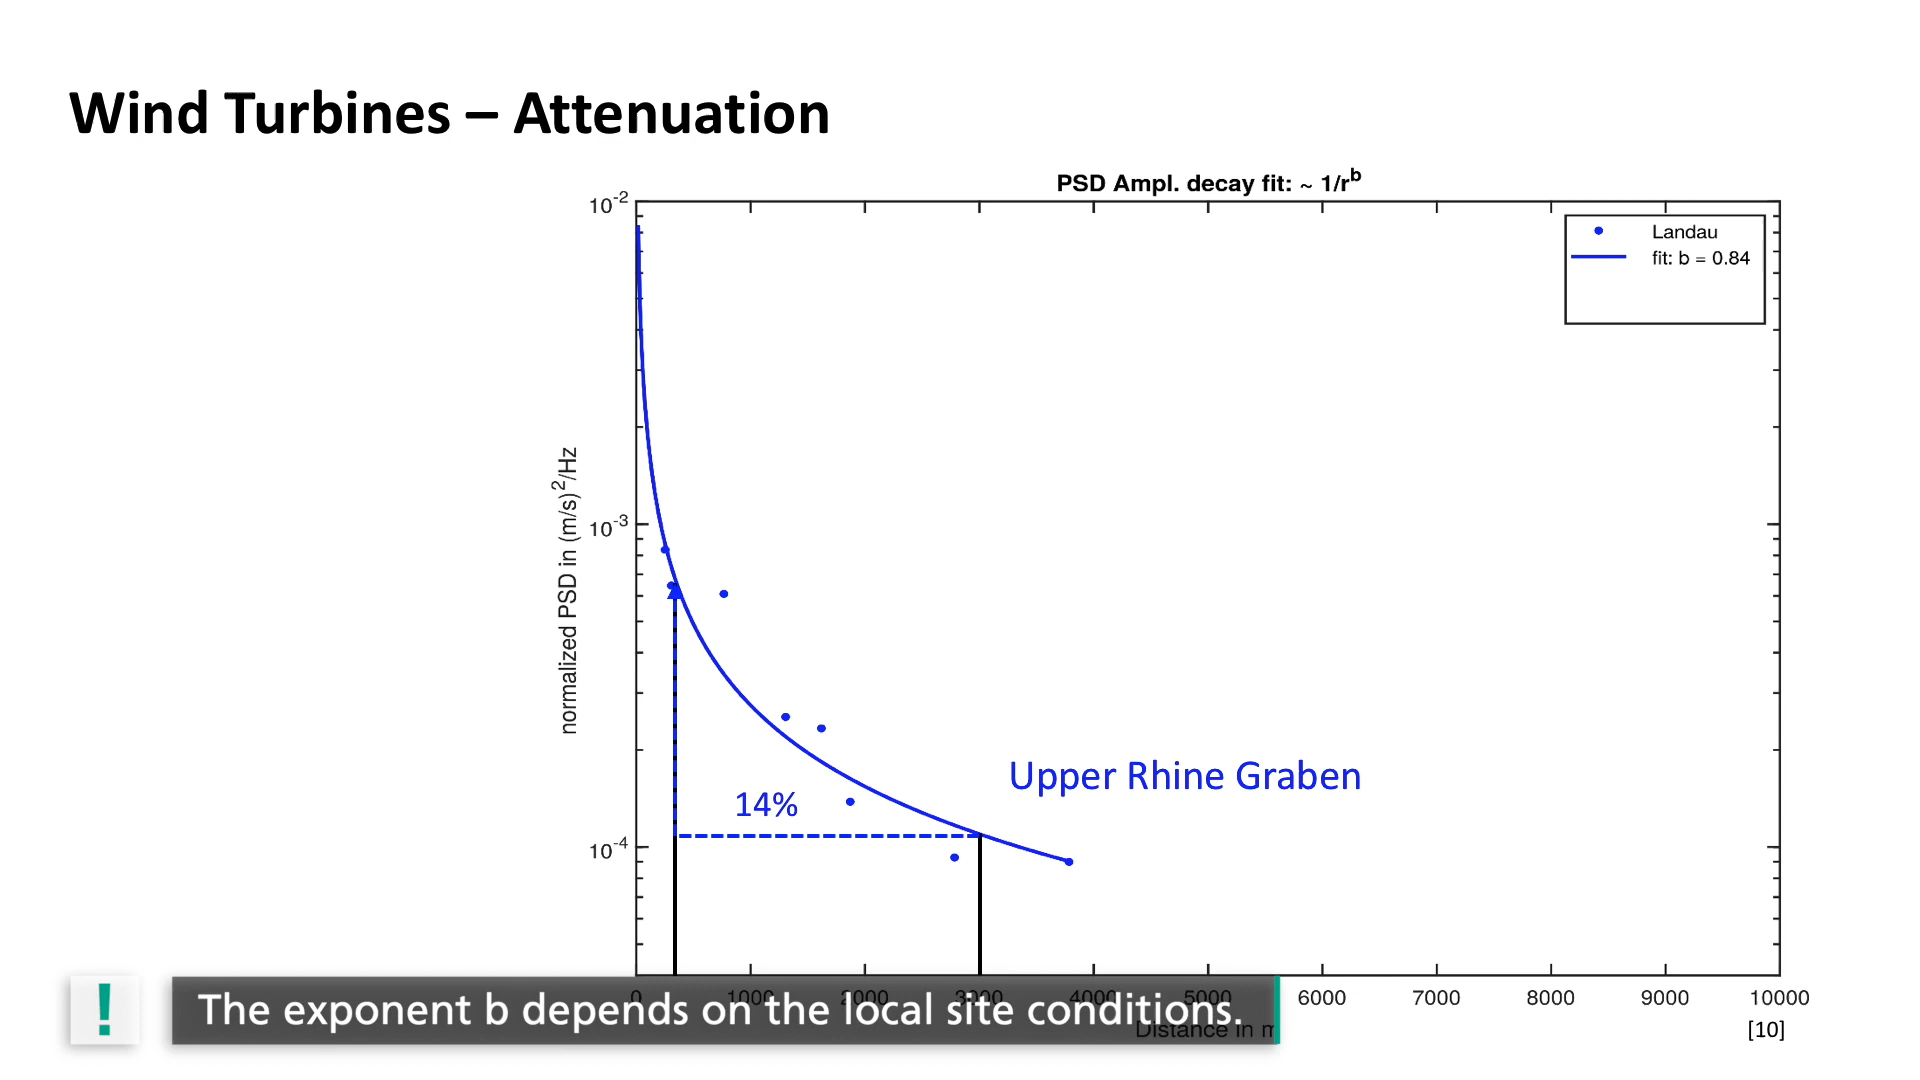 Wind Turbines – Attenuation
PSD Ampl. decay fit: ~ 1/r^b
10^-2
10^-3
10^-4
normalized PSD in (m/s)^2/Hz
Landau
fit: b = 0.84
Upper Rhine Graben
14%
0 1000 2000 3000 4000 5000 6000 7000 8000 9000 10000
Distance in m
! The exponent b depends on the local site conditions.
[10]